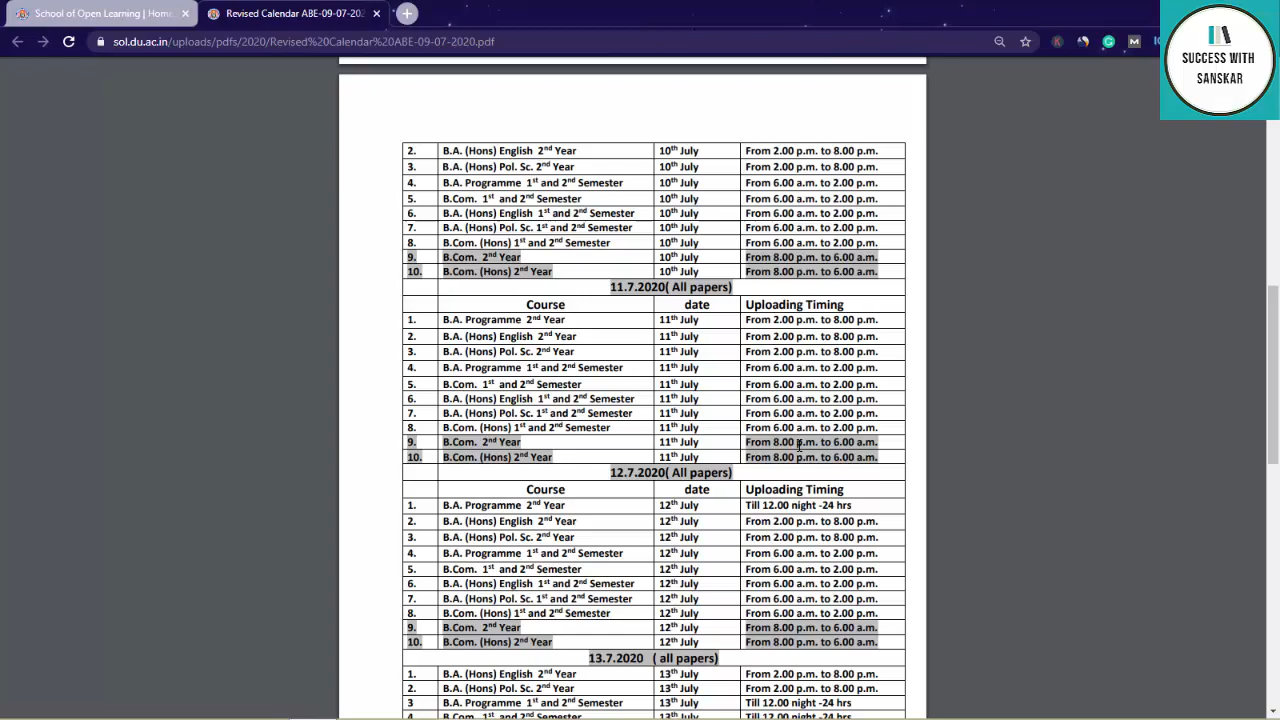 School of Open Learning | Home
Revised Calendar ABE-09-07-202
sol.du.ac.in/uploads/pdfs/2020/Revised%20Calendar%20ABE-09-07-2020.pdf
SUCCESS WITH
SANSKAR
2. B.A. (Hons) English 2nd Year 10th July From 2.00 p.m. to 8.00 p.m.
3. B.A. (Hons) Pol. Sc. 2nd Year 10th July From 2.00 p.m. to 8.00 p.m.
4. B.A. Programme 1st and 2nd Semester 10th July From 6.00 a.m. to 2.00 p.m.
5. B.Com. 1st and 2nd Semester 10th July From 6.00 a.m. to 2.00 p.m.
6. B.A. (Hons) English 1st and 2nd Semester 10th July From 6.00 a.m. to 2.00 p.m.
7. B.A. (Hons) Pol. Sc. 1st and 2nd Semester 10th July From 6.00 a.m. to 2.00 p.m.
8. B.Com. (Hons) 1st and 2nd Semester 10th July From 6.00 a.m. to 2.00 p.m.
9. B.Com. 2nd Year 10th July From 8.00 p.m. to 6.00 a.m.
10. B.Com. (Hons) 2nd Year 10th July From 8.00 p.m. to 6.00 a.m.
11.7.2020( All papers)
Course date Uploading Timing
1. B.A. Programme 2nd Year 11th July From 2.00 p.m. to 8.00 p.m.
2. B.A. (Hons) English 2nd Year 11th July From 2.00 p.m. to 8.00 p.m.
3. B.A. (Hons) Pol. Sc. 2nd Year 11th July From 2.00 p.m. to 8.00 p.m.
4. B.A. Programme 1st and 2nd Semester 11th July From 6.00 a.m. to 2.00 p.m.
5. B.Com. 1st and 2nd Semester 11th July From 6.00 a.m. to 2.00 p.m.
6. B.A. (Hons) English 1st and 2nd Semester 11th July From 6.00 a.m. to 2.00 p.m.
7. B.A. (Hons) Pol. Sc. 1st and 2nd Semester 11th July From 6.00 a.m. to 2.00 p.m.
8. B.Com. (Hons) 1st and 2nd Semester 11th July From 6.00 a.m. to 2.00 p.m.
9. B.Com. 2nd Year 11th July From 8.00 p.m. to 6.00 a.m.
10. B.Com. (Hons) 2nd Year 11th July From 8.00 p.m. to 6.00 a.m.
12.7.2020( All papers)
Course date Uploading Timing
1. B.A. Programme 2nd Year 12th July Till 12.00 night -24 hrs
2. B.A. (Hons) English 2nd Year 12th July From 2.00 p.m. to 8.00 p.m.
3. B.A. (Hons) Pol. Sc. 2nd Year 12th July From 2.00 p.m. to 8.00 p.m.
4. B.A. Programme 1st and 2nd Semester 12th July From 6.00 a.m. to 2.00 p.m.
5. B.Com. 1st and 2nd Semester 12th July From 6.00 a.m. to 2.00 p.m.
6. B.A. (Hons) English 1st and 2nd Semester 12th July From 6.00 a.m. to 2.00 p.m.
7. B.A. (Hons) Pol. Sc. 1st and 2nd Semester 12th July From 6.00 a.m. to 2.00 p.m.
8. B.Com. (Hons) 1st and 2nd Semester 12th July From 6.00 a.m. to 2.00 p.m.
9. B.Com. 2nd Year 12th July From 8.00 p.m. to 6.00 a.m.
10. B.Com. (Hons) 2nd Year 12th July From 8.00 p.m. to 6.00 a.m.
13.7.2020 ( all papers)
1. B.A. (Hons) English 2nd Year 13th July From 2.00 p.m. to 8.00 p.m.
2. B.A. (Hons) Pol. Sc. 2nd Year 13th July From 2.00 p.m. to 8.00 p.m.
3 B.A. Programme 1st and 2nd Semester 13th July Till 12.00 night -24 hrs
4 B.Com. 1st and 2nd Semester 13th July Till 12.00 night -24 hrs